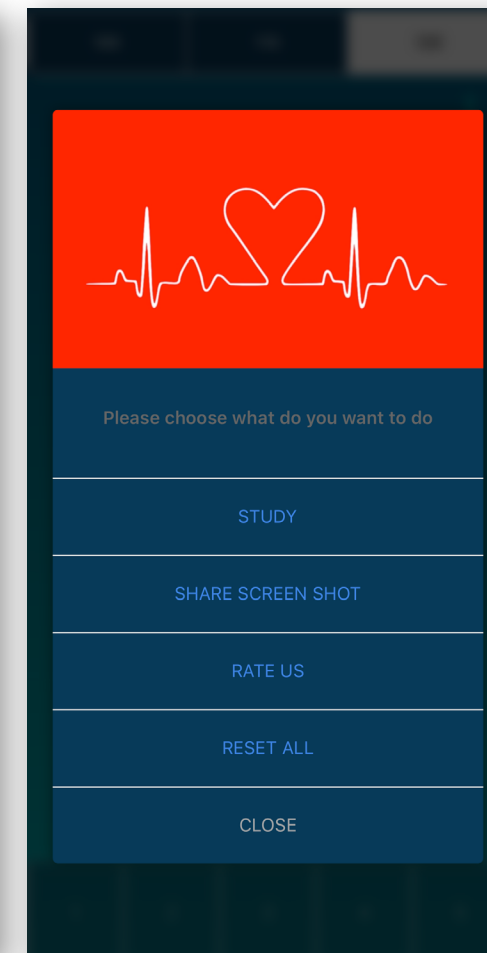 Please choose what do you want to do
STUDY
SHARE SCREEN SHOT
RATE US
RESET ALL
CLOSE